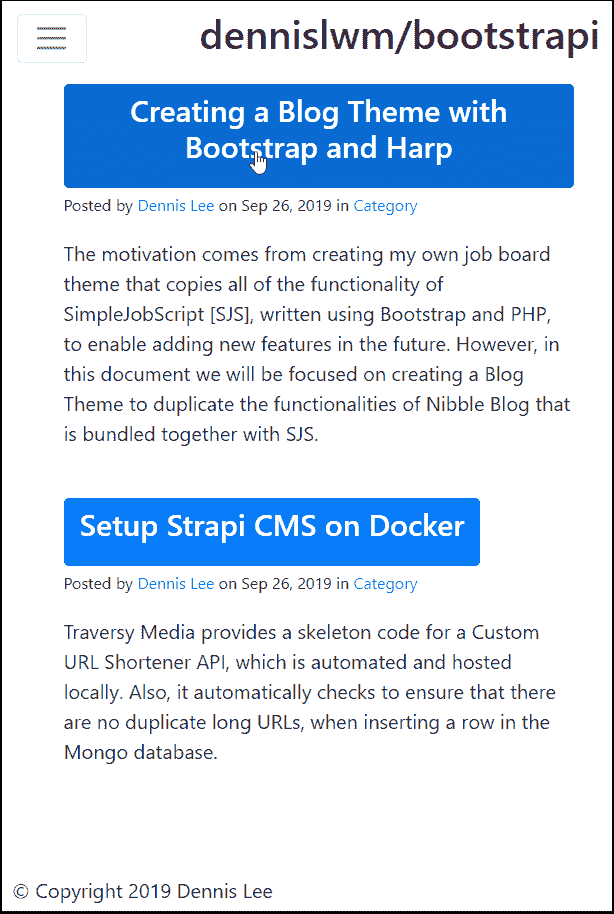 dennislwm/bootstrapi
Creating a Blog Theme with
Bootstrap and Harp
Posted by Dennis Lee on Sep 26, 2019 in Category
The motivation comes from creating my own job board
theme that copies all of the functionality of
SimpleJobScript [SJS], written using Bootstrap and PHP,
to enable adding new features in the future. However, in
this document we will be focused on creating a Blog
Theme to duplicate the functionalities of Nibble Blog that
is bundled together with SJS.
Setup Strapi CMS on Docker
Posted by Dennis Lee on Sep 26, 2019 in Category
Traversy Media provides a skeleton code for a Custom
URL Shortener API, which is automated and hosted
locally. Also, it automatically checks to ensure that there
are no duplicate long URLs, when inserting a row in the
Mongo database.
© Copyright 2019 Dennis Lee